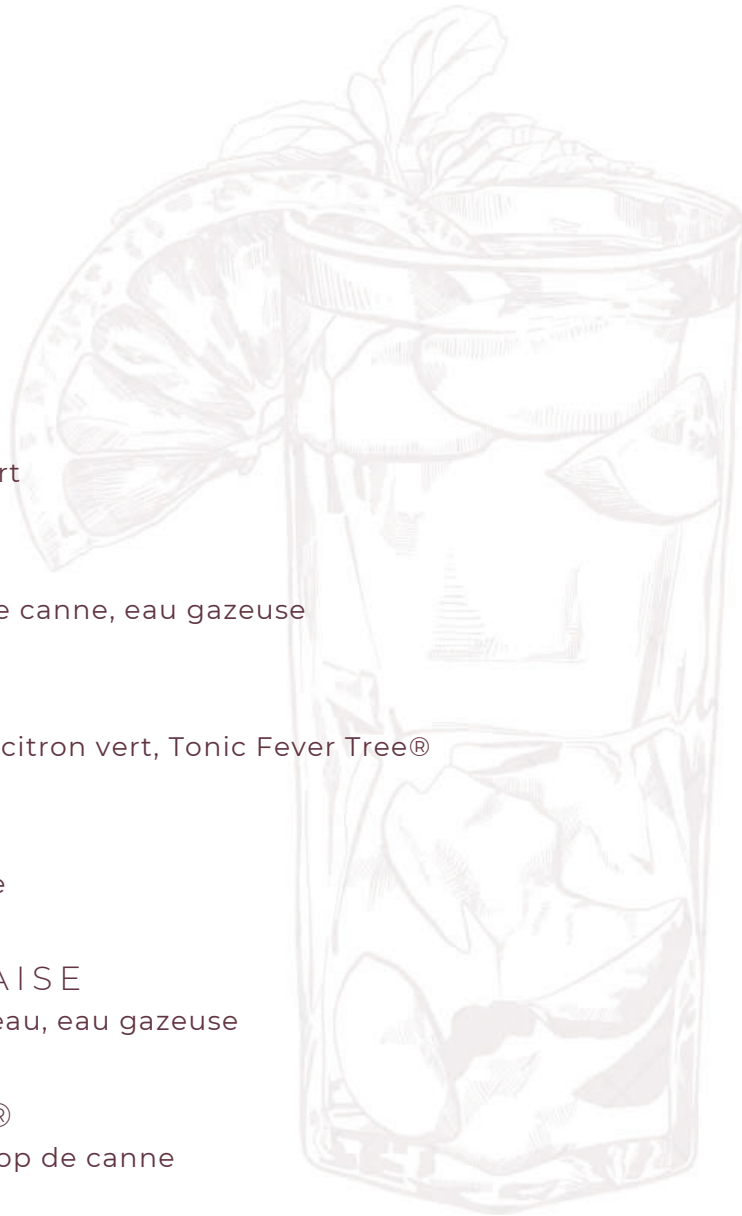 rt
e canne, eau gazeuse
citron vert, Tonic Fever Tree®
e
AISE
eau, eau gazeuse
®
op de canne